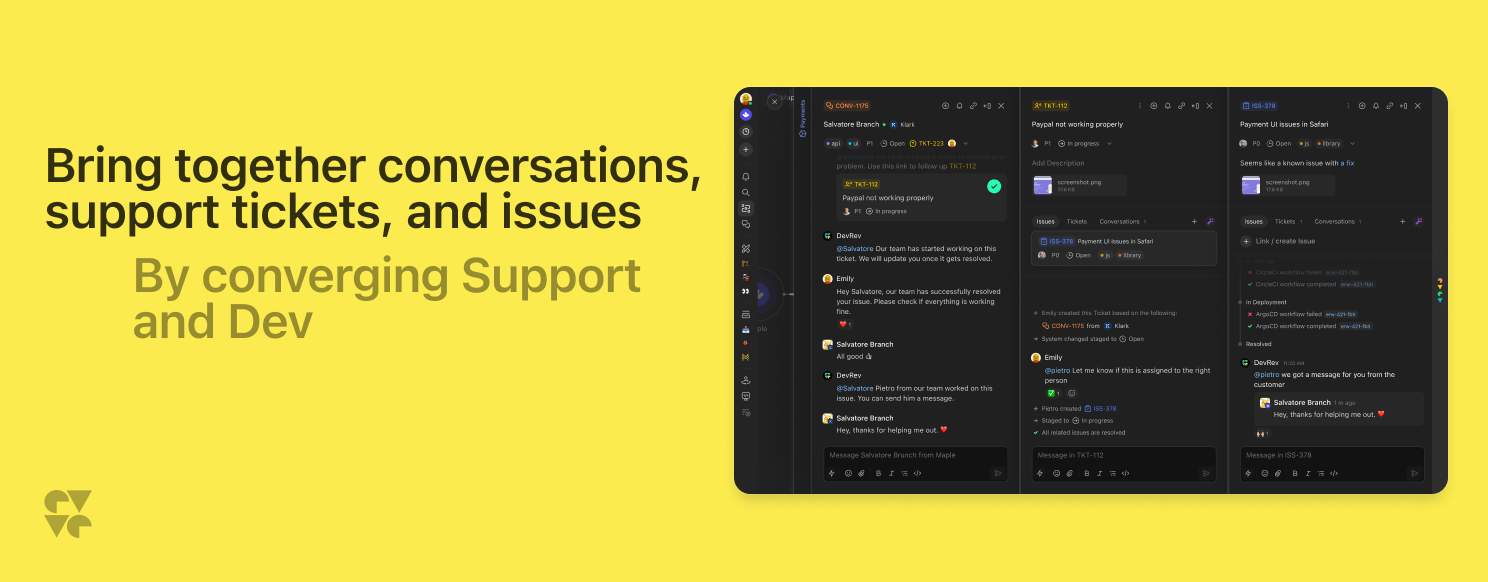 Bring together conversations,
support tickets, and issues
By converging Support
and Dev
Payments
CONV-1175
Salvatore Branch • Klark
api ui P1 Open TKT-223
problem. Use this link to follow up TKT-112
TKT-112
Paypal not working properly
P1 In progress
DevRev
@Salvatore Our team has started working on this
ticket. We will update you once it gets resolved.
Emily
Hey Salvatore, our team has successfully resolved
your issue. Please check if everything is working
fine.
❤️ 1
Salvatore Branch
All good 👍
DevRev
@Salvatore Pietro from our team worked on this
issue. You can send him a message.
Salvatore Branch
Hey, thanks for helping me out. ❤️
Message Salvatore Brunch from Maple
B I </>
TKT-112
Paypal not working properly
P1 In progress
Add Description
screenshot.png
Issues Tickets Conversations 1
ISS-378 Payment UI issues in Safari
P0 Open js library
Emily created this Ticket based on the following:
CONV-1175 from Klark
System changed staged to Open
Emily
@pietro Let me know if this is assigned to the right
person
✅ 1
Pietro created ISS-378
Staged to In progress
All related issues are resolved
Message in TKT-112
B I </>
ISS-378
Payment UI issues in Safari
P0 Open js library
Seems like a known issue with a fix
screenshot.png
Issues Tickets 1 Conversations 1
Link / create Issue
CircleCI workflow failed erw-421-fbb
CircleCI workflow completed erw-421-fbb
In Deployment
ArgoCD workflow failed erw-421-fbb
ArgoCD workflow completed erw-421-fbb
Resolved
DevRev 11:20 AM
@pietro we got a message for you from the
customer
Salvatore Branch 1 m ago
Hey, thanks for helping me out. ❤️
🙌 1
Message in ISS-378
B I </>